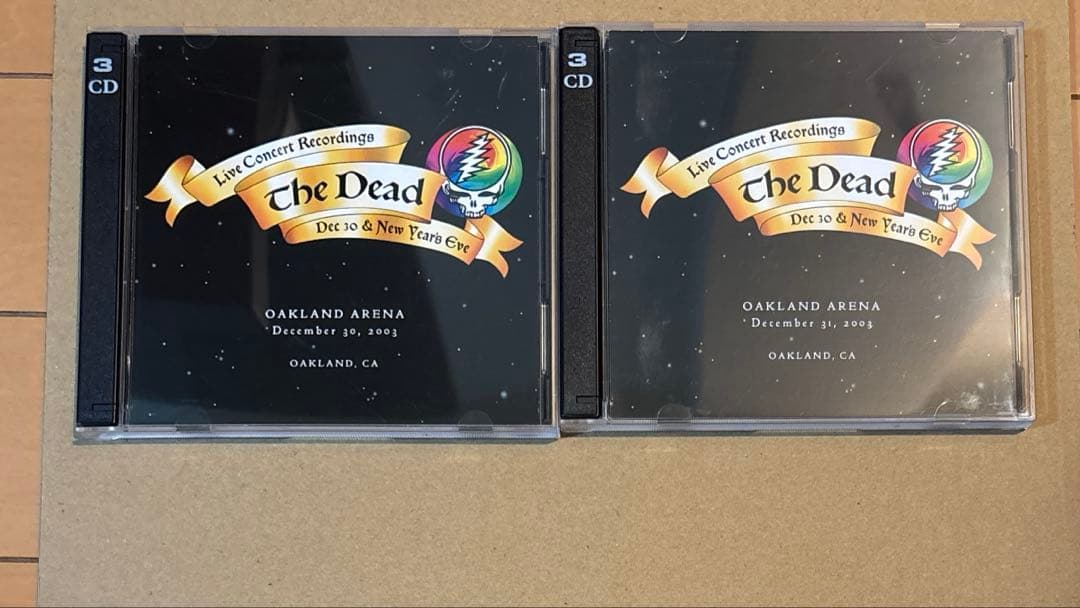 3
CD
Live Concert Recordings
The Dead
Dec 30 & New Year's Eve
OAKLAND ARENA
December 30, 2003
OAKLAND, CA
3
CD
Live Concert Recordings
The Dead
Dec 30 & New Year's Eve
OAKLAND ARENA
December 31, 2003
OAKLAND, CA